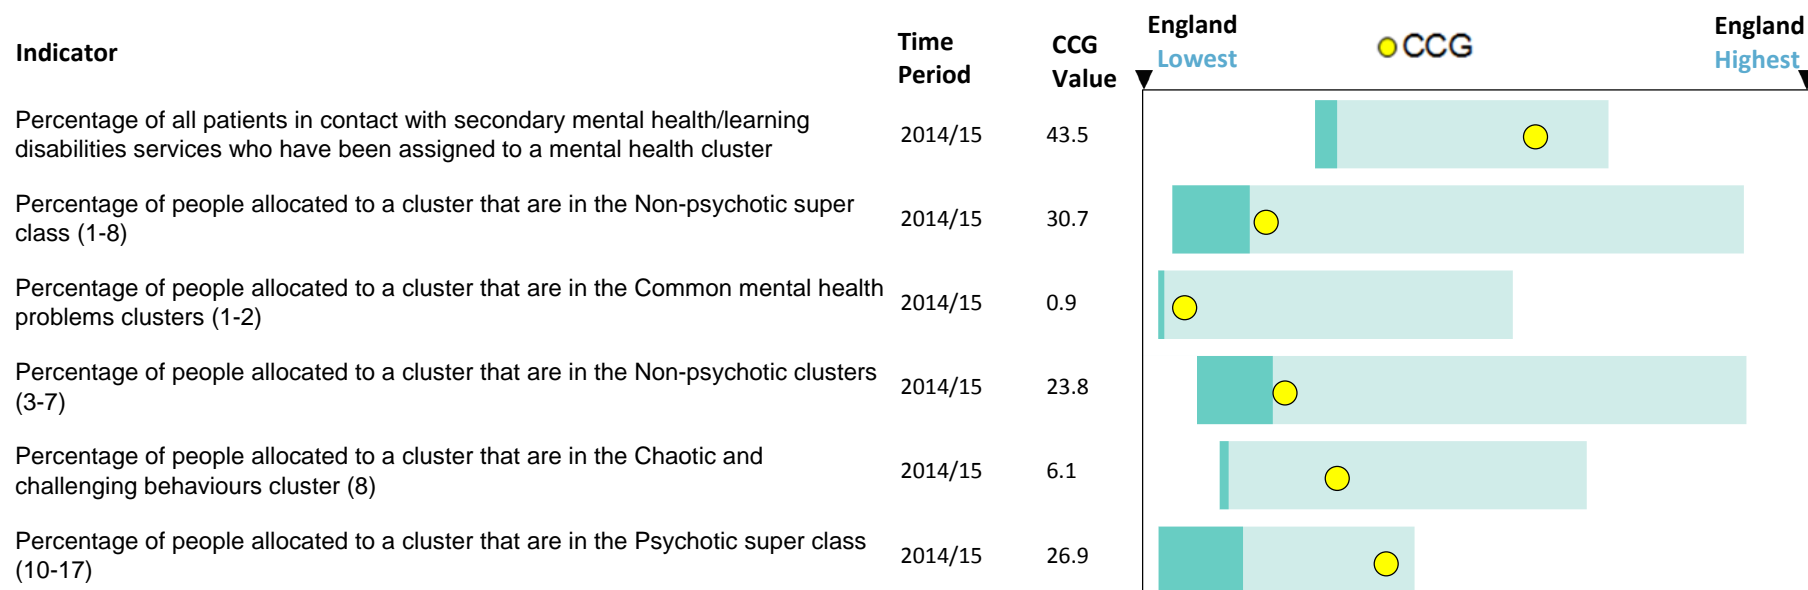 Indicator
Time Period
CCG Value
England Lowest
CCG
England Highest
Percentage of all patients in contact with secondary mental health/learning
disabilities services who have been assigned to a mental health cluster
2014/15
43.5
Percentage of people allocated to a cluster that are in the Non-psychotic super
class (1-8)
2014/15
30.7
Percentage of people allocated to a cluster that are in the Common mental health
problems clusters (1-2)
2014/15
0.9
Percentage of people allocated to a cluster that are in the Non-psychotic clusters
(3-7)
2014/15
23.8
Percentage of people allocated to a cluster that are in the Chaotic and
challenging behaviours cluster (8)
2014/15
6.1
Percentage of people allocated to a cluster that are in the Psychotic super class
(10-17)
2014/15
26.9